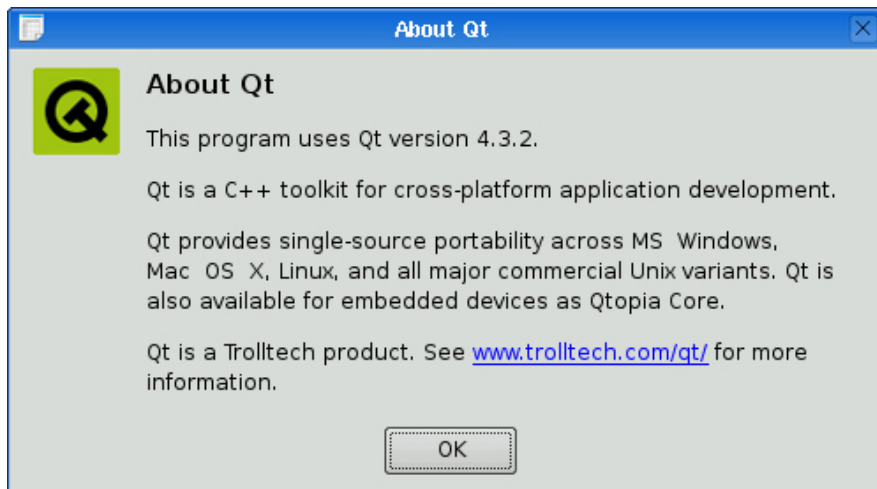 About Qt
About Qt
This program uses Qt version 4.3.2.
Qt is a C++ toolkit for cross-platform application development.
Qt provides single-source portability across MS Windows,
Mac OS X, Linux, and all major commercial Unix variants. Qt is
also available for embedded devices as Qtopia Core.
Qt is a Trolltech product. See www.trolltech.com/qt/ for more
information.
OK